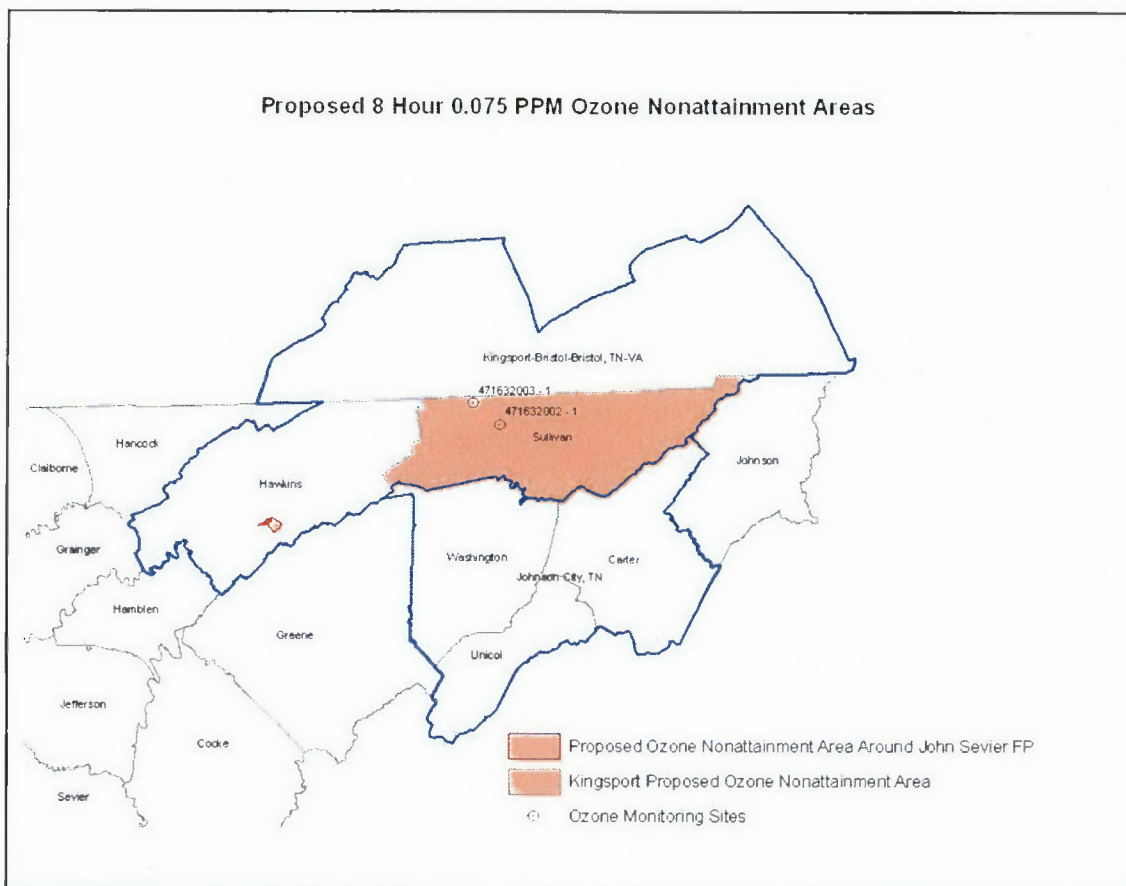 Proposed 8 Hour 0.075 PPM Ozone Nonattainment Areas
Kingsport-Bristol-Bristol, TN-VA
471632003 - 1
471632002 - 1
Sullivan
Hancock
Claiborne
Hawkins
Johnson
Grainger
Washington
Carter
Johnson City, TN
Hamblen
Greene
Unicoi
Jefferson
Cocke
Sevier
Proposed Ozone Nonattainment Area Around John Sevier FP
Kingsport Proposed Ozone Nonattainment Area
Ozone Monitoring Sites